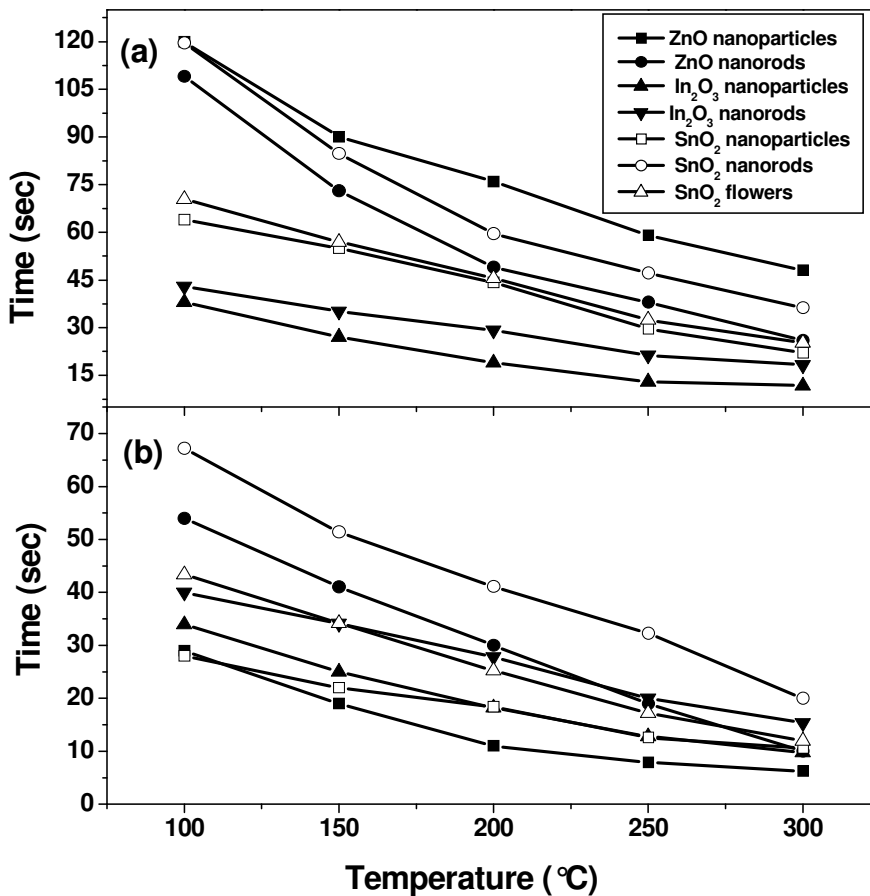 (a)
ZnO nanoparticles
ZnO nanorods
In₂O₃ nanoparticles
In₂O₃ nanorods
SnO₂ nanoparticles
SnO₂ nanorods
SnO₂ flowers
120
105
90
75
60
45
30
15
Time (sec)
(b)
70
60
50
40
30
20
10
0
Time (sec)
100 150 200 250 300
Temperature (°C)